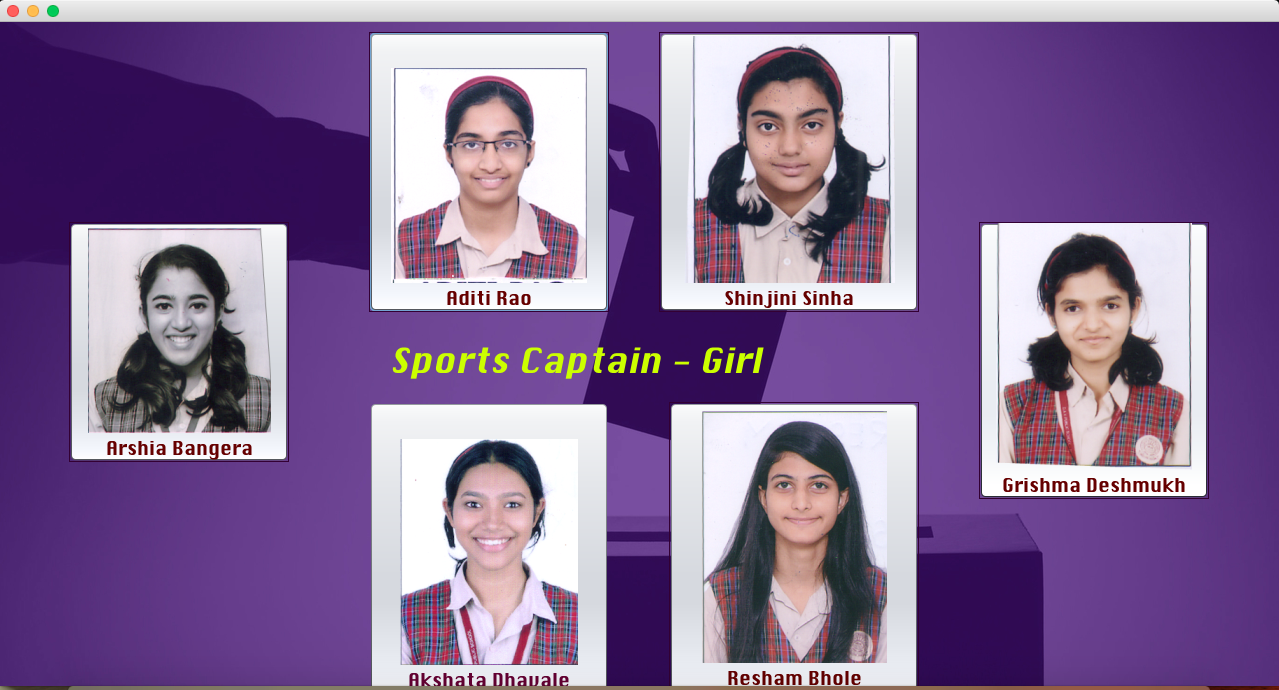 Aditi Rao
Shinjini Sinha
Sports Captain - Girl
Arshia Bangera
Grishma Deshmukh
Akshata Dhavale
Resham Bhole